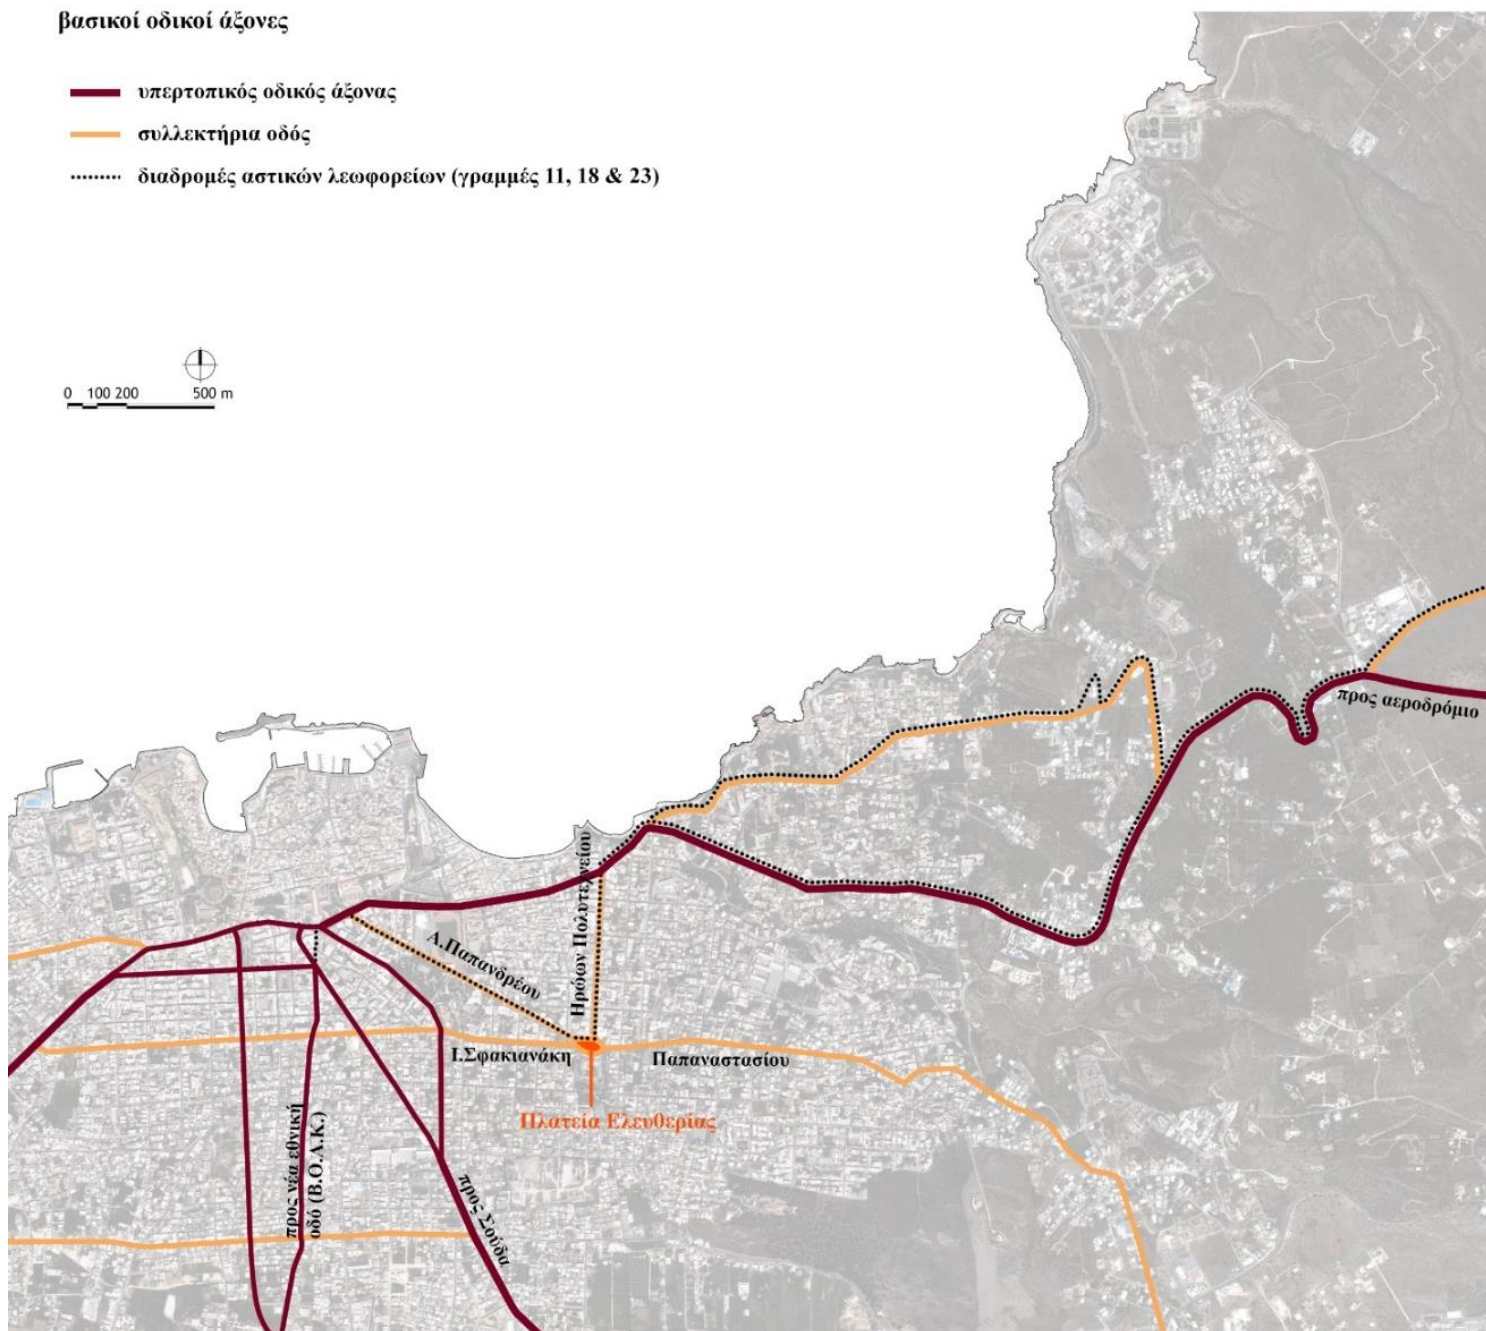 βασικοί οδικοί άξονες
υπερτοπικός οδικός άξονας
συλλεκτήρια οδός
διαδρομές αστικών λεωφορείων (γραμμές 11, 18 & 23)
0 100 200 500 m
προς αεροδρόμιο
Ηρώων Πολυτεχνείου
Α.Παπανδρέου
Ι.Σφακιανάκη
Παπαναστασίου
Πλατεία Ελευθερίας
προς νέα εθνική
οδό (Β.Ο.Α.Κ.)
προς Σούδα